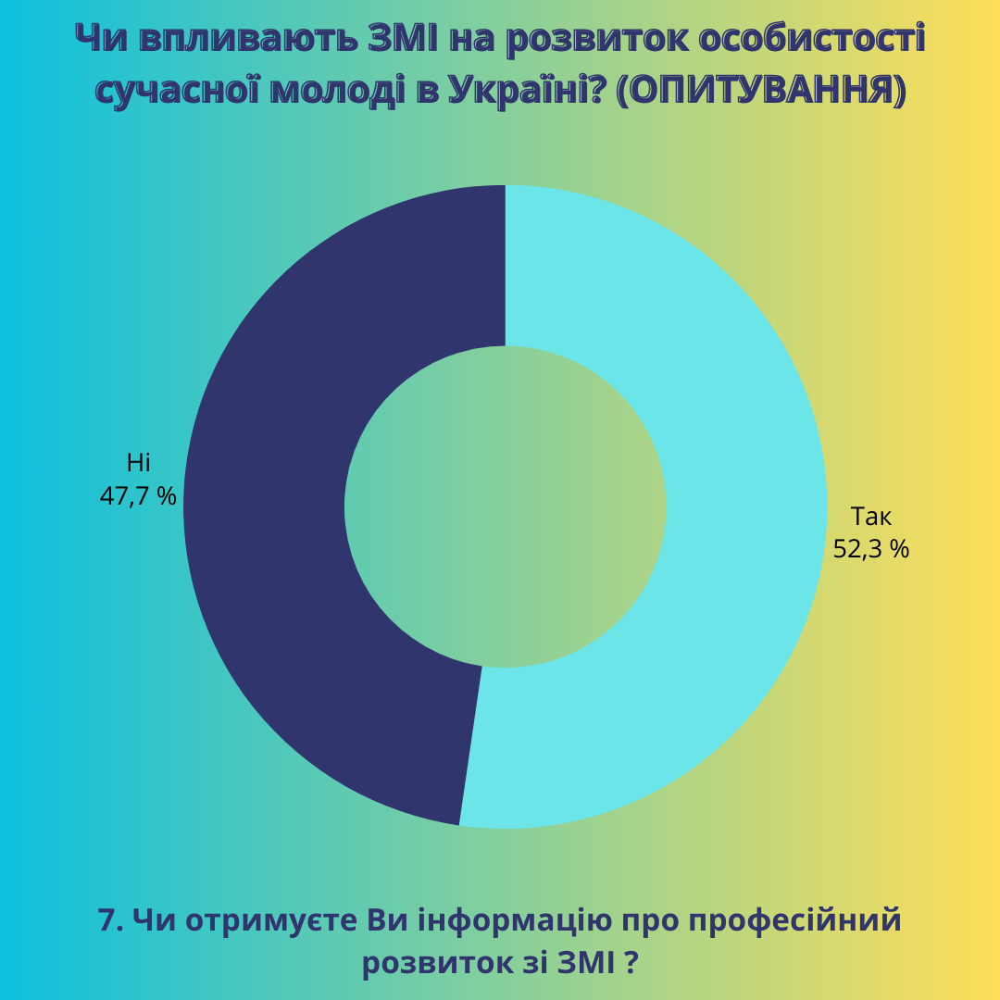 Чи впливають ЗМІ на розвиток особистості
сучасної молоді в Україні? (ОПИТУВАННЯ)
Ні
47,7 %
Так
52,3 %
7. Чи отримуєте Ви інформацію про професійний
розвиток зі ЗМІ ?